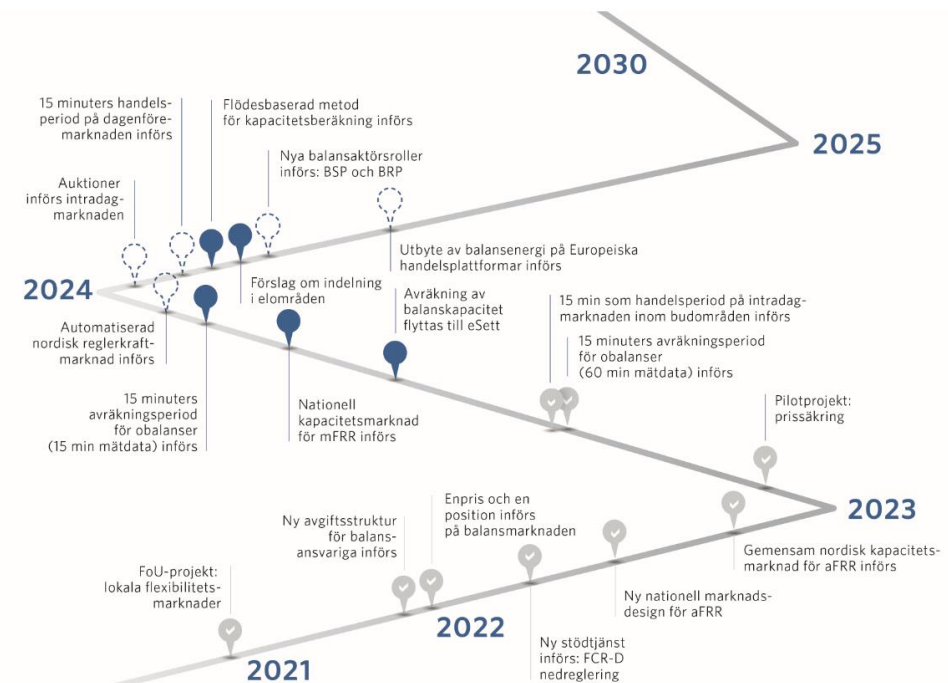 2030
2025
15 minuters handels-
period på dagenföre-
marknaden införs
Flödesbaserad metod
för kapacitetsberäkning införs
Nya balansaktörsroller
införs: BSP och BRP
Auktioner
införs intradag-
marknaden
Utbyte av balansenergi på Europeiska
handelsplattformar införs
2024
Förslag om indelning
i elområden
Avräkning av
balanskapacitet
flyttas till eSett
15 min som handelsperiod på intradag-
marknaden inom budområden införs
Automatiserad
nordisk reglerkraft-
marknad införs
15 minuters avräkningsperiod
för obalanser
(60 min mätdata) införs
15 minuters
avräkningsperiod
för obalanser
(15 min mätdata) införs
Nationell
kapacitetsmarknad
för mFRR införs
Pilotprojekt:
prissäkring
2023
Enpris och en
position införs
på balansmarknaden
Ny avgiftsstruktur
för balans-
ansvariga införs
Gemensam nordisk kapacitets-
marknad för aFRR införs
FoU-projekt:
lokala flexibilitets-
marknader
Ny nationell marknads-
design för aFRR
2022
Ny stödtjänst
införs: FCR-D
nedreglering
2021